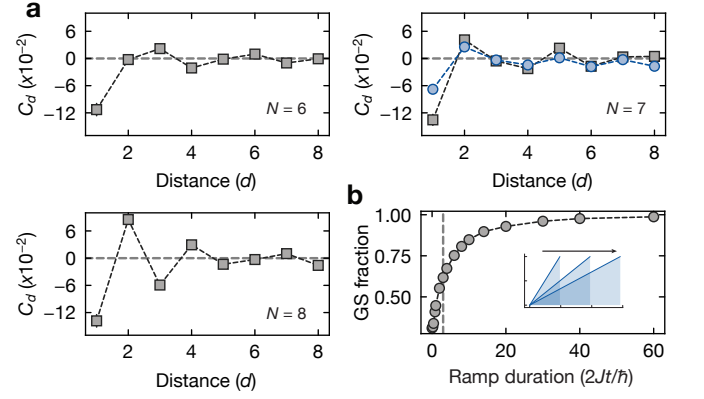 a
6
0
−6
−12
C_d (x10⁻²)
N = 6
2 4 6 8
Distance (d)
6
0
−6
−12
C_d (x10⁻²)
N = 7
2 4 6 8
Distance (d)
6
0
−6
−12
C_d (x10⁻²)
N = 8
2 4 6 8
Distance (d)
b
1.00
0.75
0.50
GS fraction
0 20 40 60
Ramp duration (2Jt/ħ)